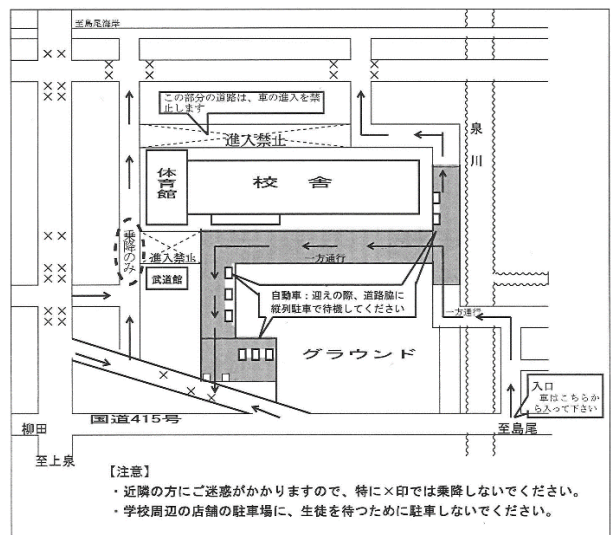 至島尾海岸
この部分の道路は、車の進入を禁
止します
進入禁止
泉川
体育館
校舎
乗降のみ
進入禁止
武道館
一方通行
自動車：迎えの際、道路脇に
縦列駐車で待機してください
一方通行
グラウンド
入口
車はこちらか
ら入って下さい
国道415号
柳田
至島尾
至上泉
【注意】
・近隣の方にご迷惑がかかりますので、特に×印では乗降しないでください。
・学校周辺の店舗の駐車場に、生徒を待つために駐車しないでください。